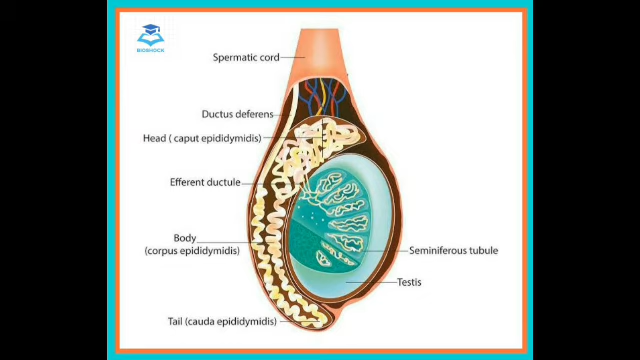 BIOSHOCK
Spermatic cord
Ductus deferens
Head ( caput epididymidis)
Efferent ductule
Body
(corpus epididymidis)
Seminiferous tubule
Testis
Tail (cauda epididymidis)